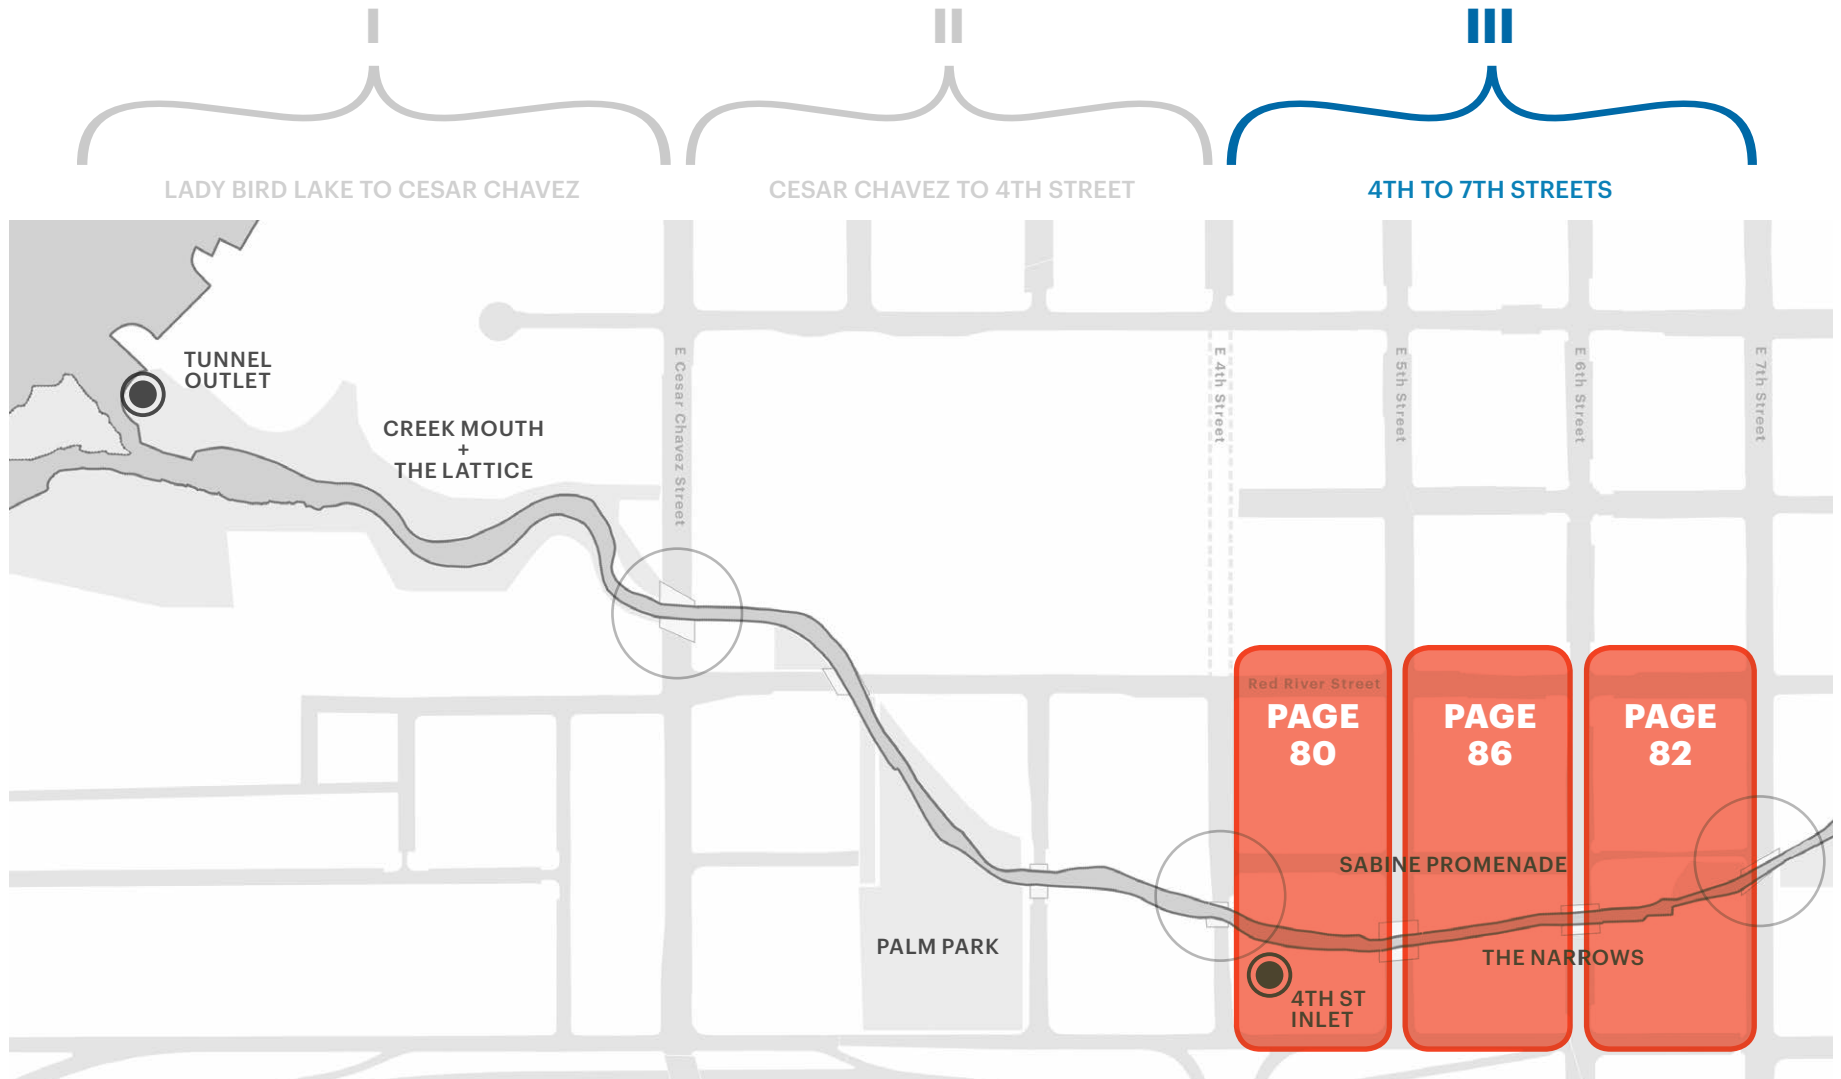 I
II
III
LADY BIRD LAKE TO CESAR CHAVEZ
CESAR CHAVEZ TO 4TH STREET
4TH TO 7TH STREETS
TUNNEL
OUTLET
CREEK MOUTH
+
THE LATTICE
E Cesar Chavez Street
E 4th Street
E 5th Street
E 6th Street
E 7th Street
Red River Street
PAGE
80
PAGE
86
PAGE
82
SABINE PROMENADE
PALM PARK
THE NARROWS
4TH ST
INLET